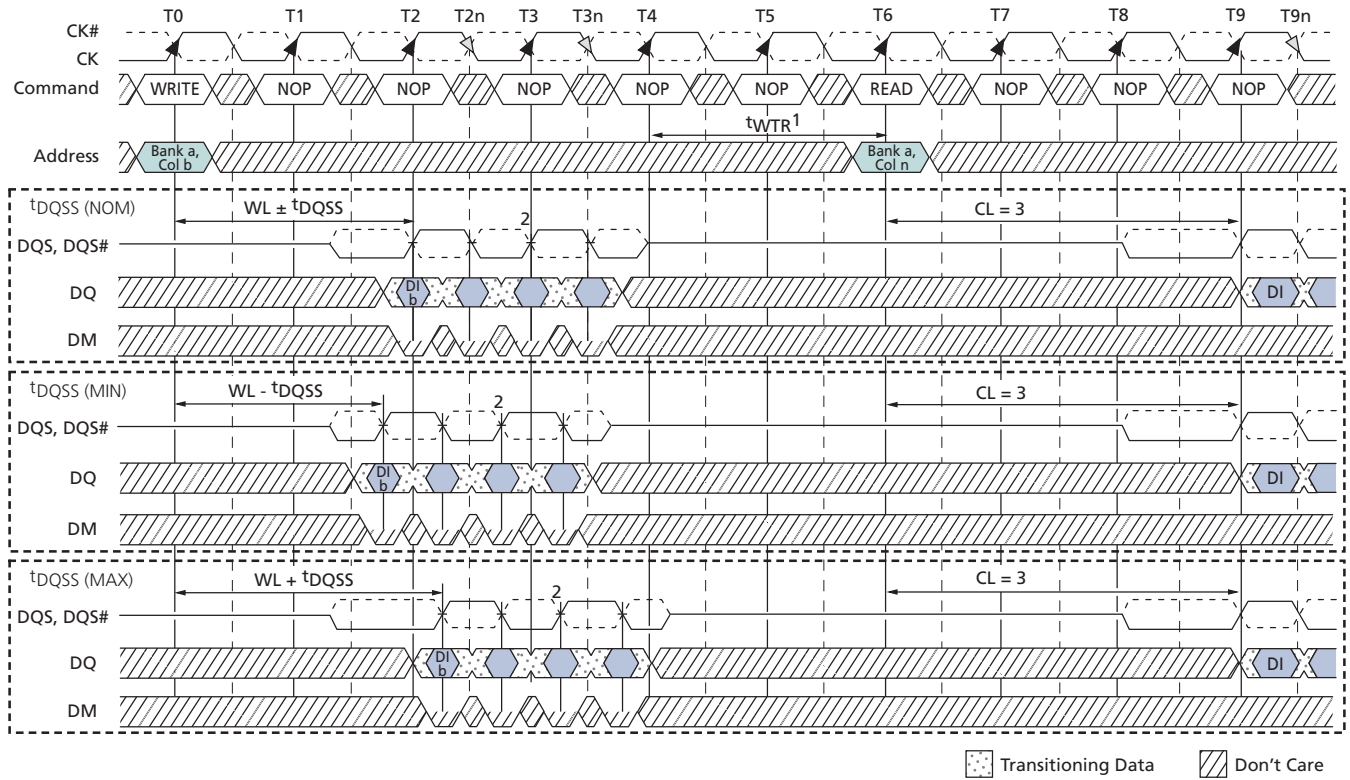 T0 T1 T2 T2n T3 T3n T4 T5 T6 T7 T8 T9 T9n
CK#
CK
Command WRITE NOP NOP NOP NOP NOP READ NOP NOP NOP
tWTR1
Address Bank a, Col b Bank a, Col n
tDQSS (NOM) WL ± tDQSS 2 CL = 3
DQS, DQS#
DQ DI b DI
DM
tDQSS (MIN) WL - tDQSS 2 CL = 3
DQS, DQS#
DQ DI b DI
DM
tDQSS (MAX) WL + tDQSS 2 CL = 3
DQS, DQS#
DQ DI b DI
DM
Transitioning Data Don't Care